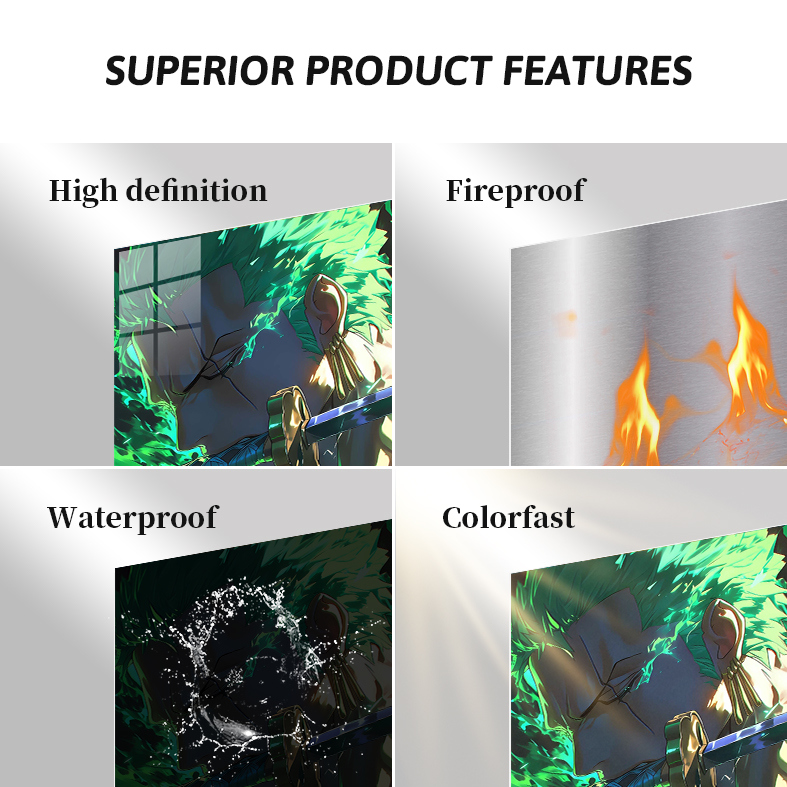 SUPERIOR PRODUCT FEATURES
High definition
Fireproof
Waterproof
Colorfast